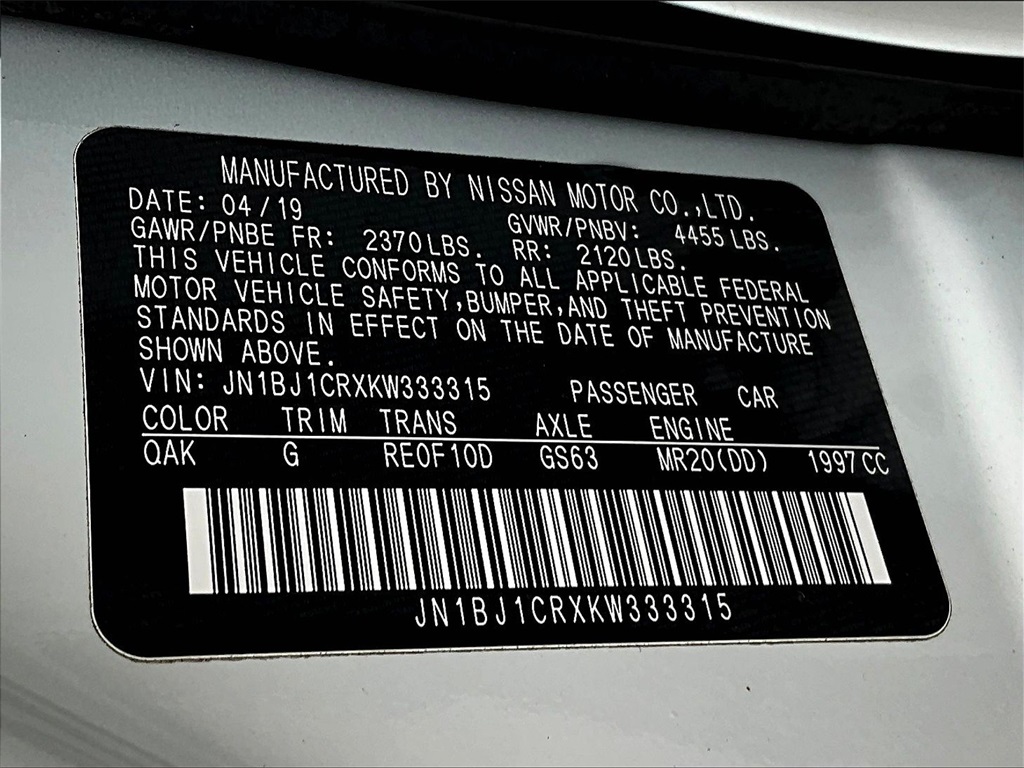 MANUFACTURED BY NISSAN MOTOR CO.,LTD.
DATE: 04/19 GVWR/PNBV: 4455 LBS.
GAWR/PNBE FR: 2370LBS. RR: 2120LBS.
THIS VEHICLE CONFORMS TO ALL APPLICABLE FEDERAL
MOTOR VEHICLE SAFETY,BUMPER,AND THEFT PREVENTION
STANDARDS IN EFFECT ON THE DATE OF MANUFACTURE
SHOWN ABOVE.
VIN: JN1BJ1CRXKW333315 PASSENGER CAR
COLOR TRIM TRANS AXLE ENGINE
QAK G RE0F10D GS63 MR20(DD) 1997CC
JN1BJ1CRXKW333315